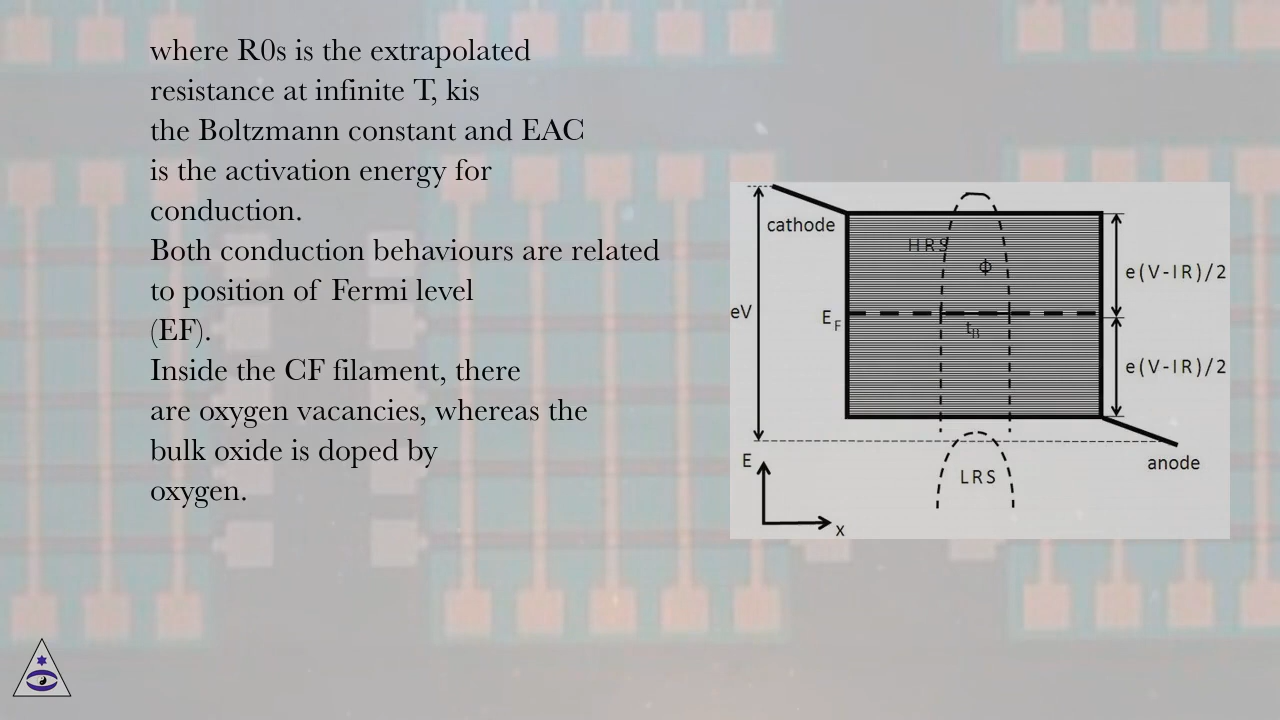 where R0s is the extrapolated
resistance at infinite T, kis
the Boltzmann constant and EAC
is the activation energy for
conduction.
Both conduction behaviours are related
to position of Fermi level
(EF).
Inside the CF filament, there
are oxygen vacancies, whereas the
bulk oxide is doped by
oxygen.
cathode
HRS
ϕ
e(V-IR)/2
eV
EF
tB
e(V-IR)/2
E
anode
LRS
x